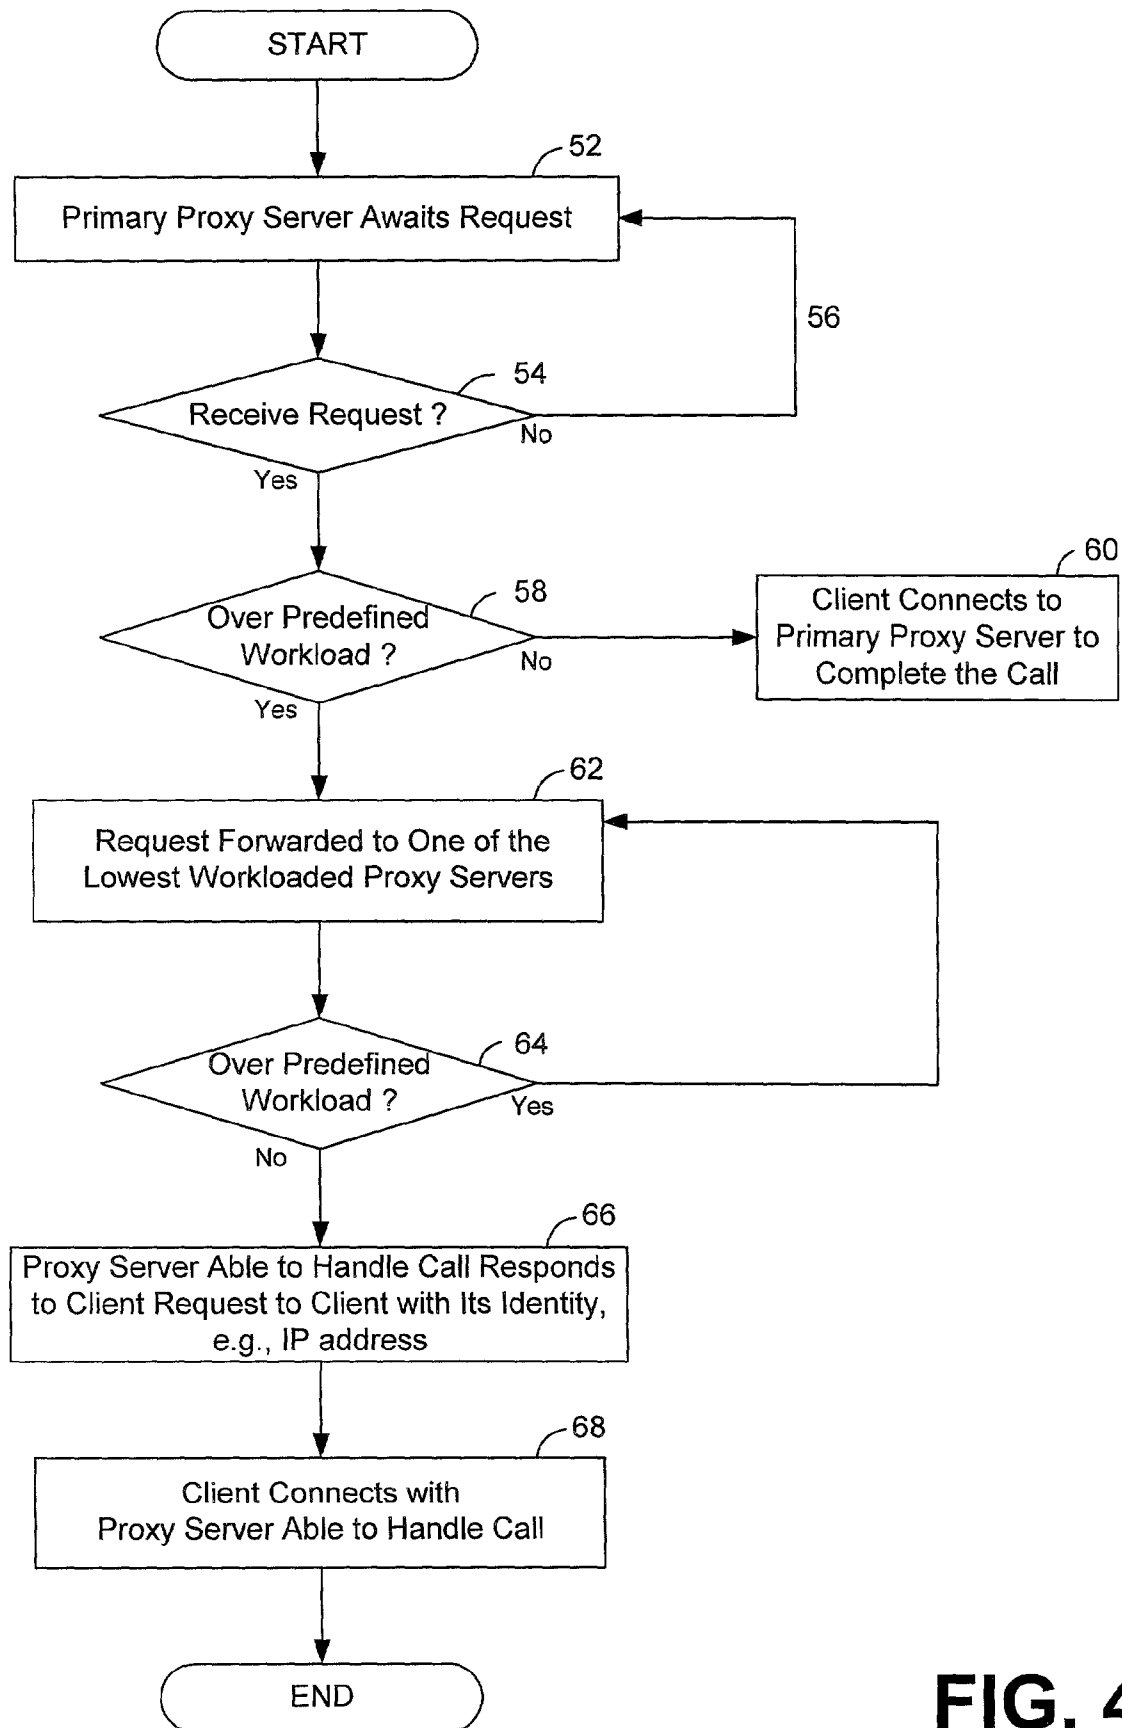 START
52
Primary Proxy Server Awaits Request
56
54
Receive Request ?
No
Yes
58
Over Predefined
Workload ?
No
Yes
60
Client Connects to
Primary Proxy Server to
Complete the Call
62
Request Forwarded to One of the
Lowest Workloaded Proxy Servers
64
Over Predefined
Workload ?
Yes
No
66
Proxy Server Able to Handle Call Responds
to Client Request to Client with Its Identity,
e.g., IP address
68
Client Connects with
Proxy Server Able to Handle Call
END
FIG. 4